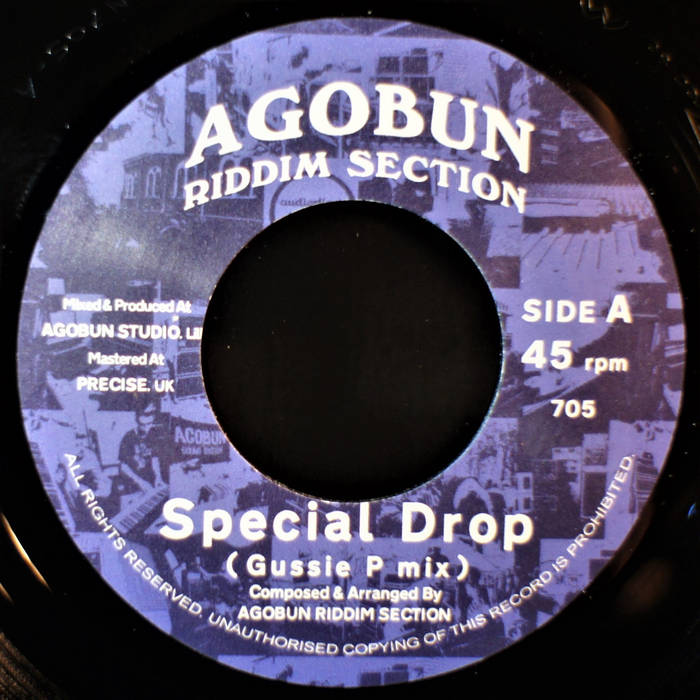 AGOBUN
RIDDIM SECTION
Mixed & Produced At
AGOBUN STUDIO.
Mastered At
PRECISE. UK
SIDE A
45 rpm
705
AGOBUN
Special Drop
(Gussie P mix)
Composed & Arranged By
AGOBUN RIDDIM SECTION
ALL RIGHTS RESERVED. UNAUTHORISED COPYING OF THIS RECORD IS PROHIBITED.